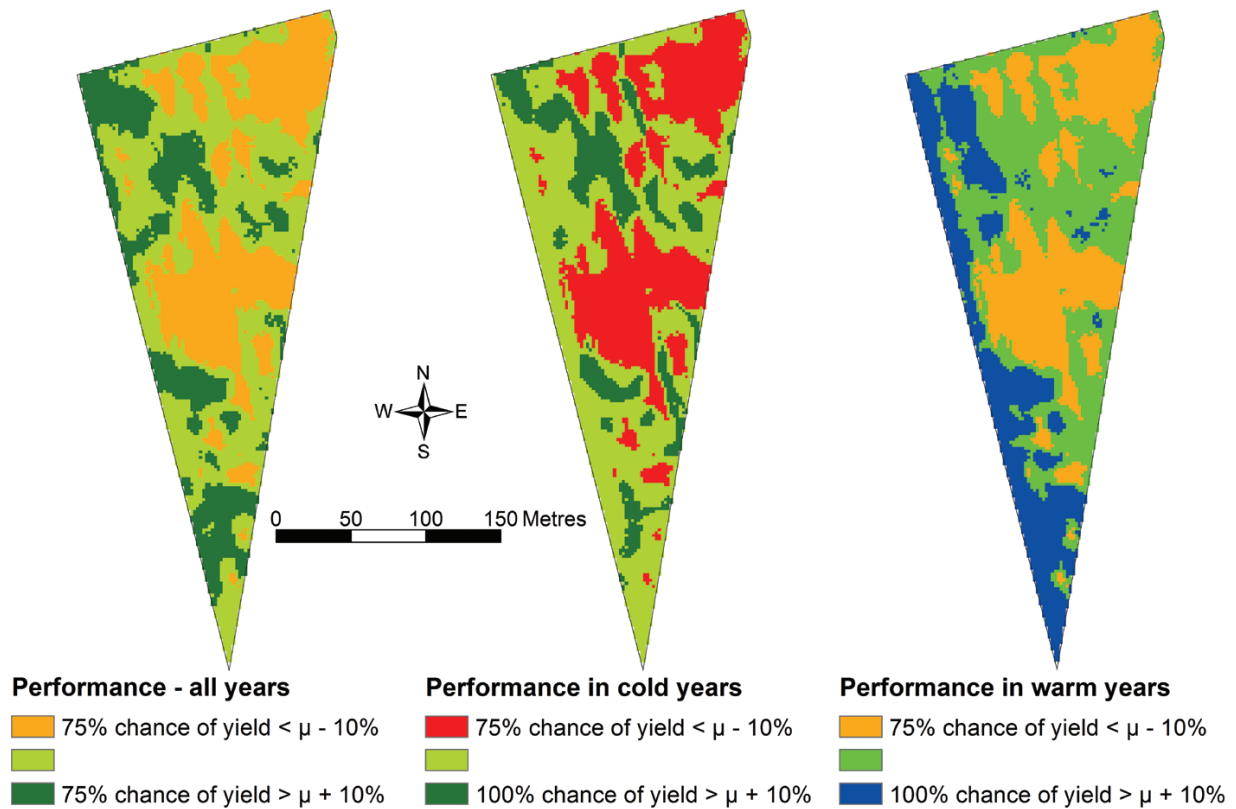 N
W E
S
0 50 100 150 Metres
Performance - all years
75% chance of yield < μ - 10%
75% chance of yield > μ + 10%
Performance in cold years
75% chance of yield < μ - 10%
100% chance of yield > μ + 10%
Performance in warm years
75% chance of yield < μ - 10%
100% chance of yield > μ + 10%